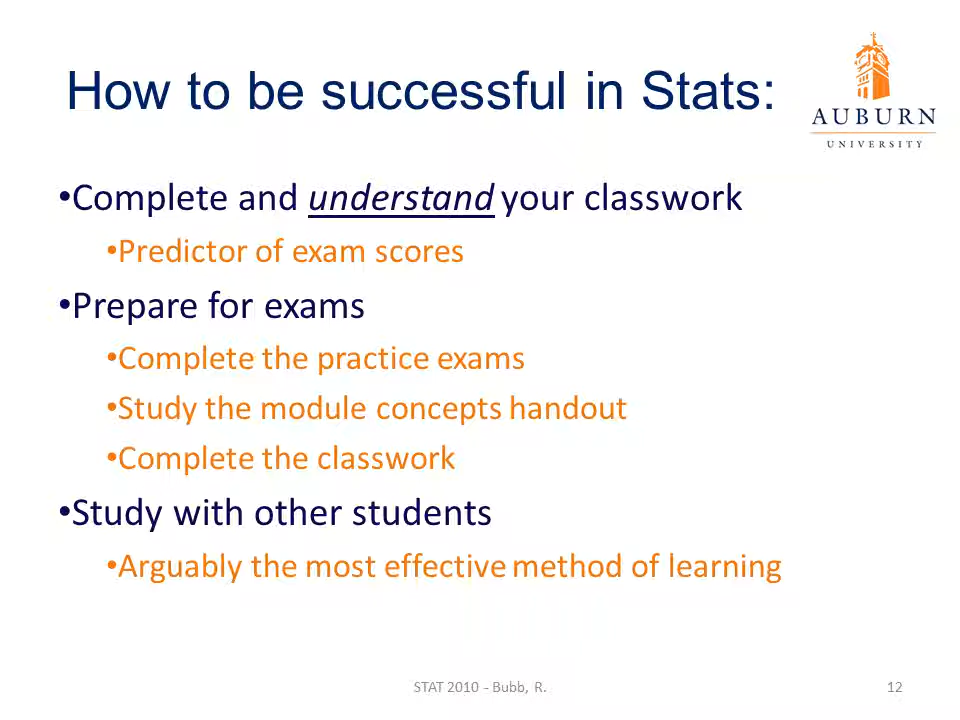 How to be successful in Stats:
AUBURN
UNIVERSITY
•Complete and understand your classwork
•Predictor of exam scores
•Prepare for exams
•Complete the practice exams
•Study the module concepts handout
•Complete the classwork
•Study with other students
•Arguably the most effective method of learning
STAT 2010 - Bubb, R.
12